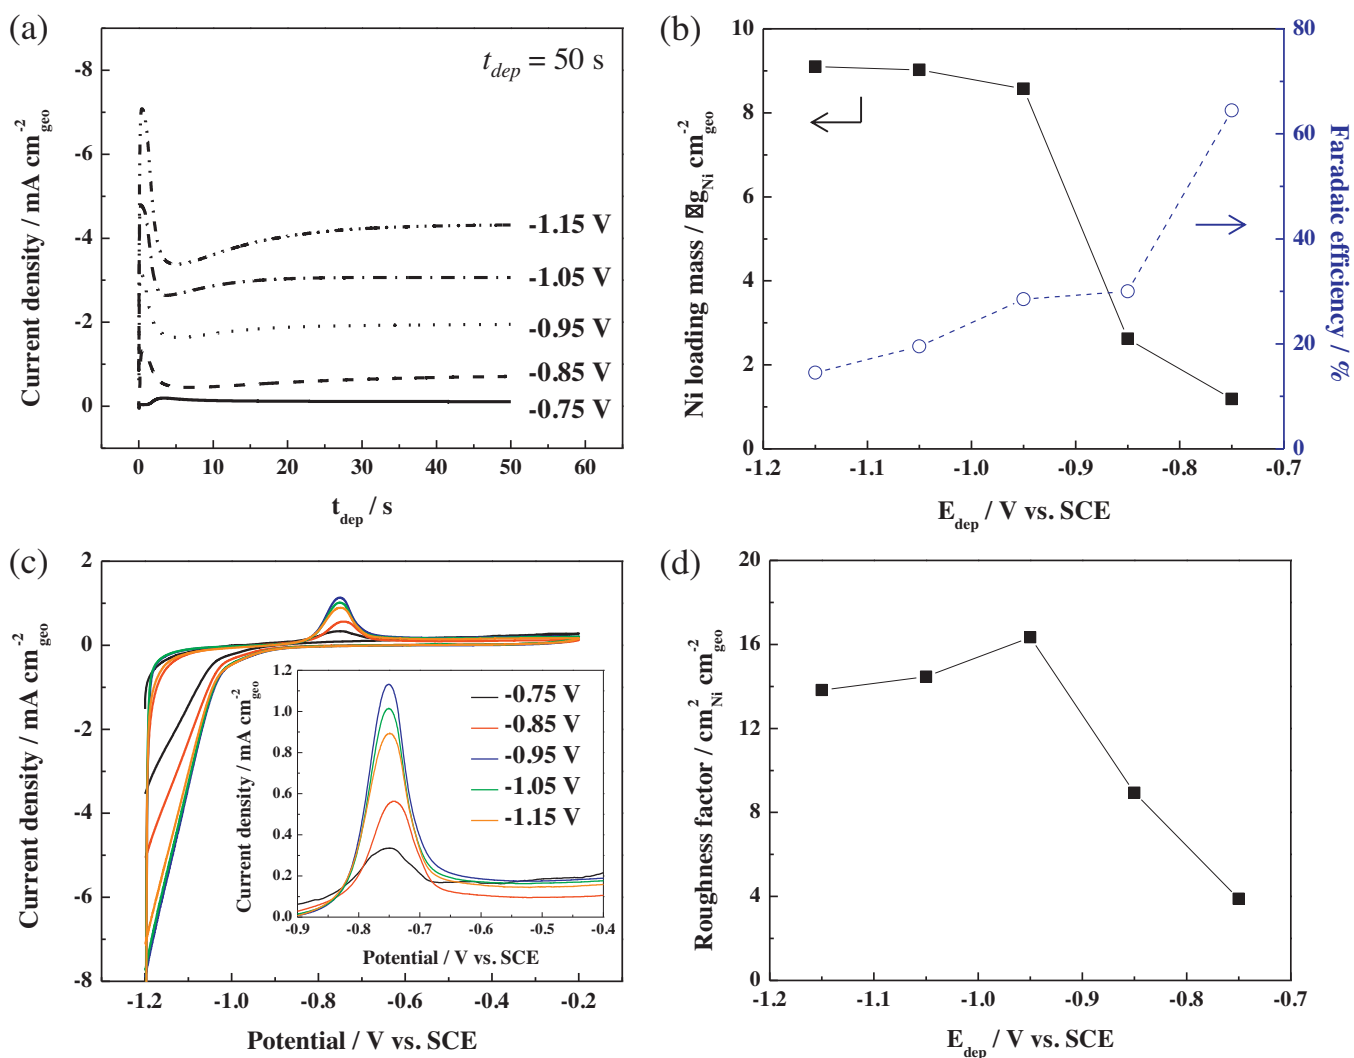 (a)
t_dep = 50 s
Current density / mA cm-2 geo
-8
-6
-4
-2
0
-1.15 V
-1.05 V
-0.95 V
-0.85 V
-0.75 V
0 10 20 30 40 50 60
t_dep / s
(b)
Ni loading mass / g_Ni cm-2 geo
10
8
6
4
2
0
80
60
40
20
0
Faradaic efficiency / %
-1.2 -1.1 -1.0 -0.9 -0.8 -0.7
E_dep / V vs. SCE
(c)
Current density / mA cm-2 geo
2
0
-2
-4
-6
-8
-1.2 -1.0 -0.8 -0.6 -0.4 -0.2
Potential / V vs. SCE
Current density / mA cm-2 geo
1.2
1.0
0.8
0.6
0.4
0.2
0.0
-0.75 V
-0.85 V
-0.95 V
-1.05 V
-1.15 V
-0.9 -0.8 -0.7 -0.6 -0.5 -0.4
Potential / V vs. SCE
(d)
Roughness factor / cm2 Ni cm-2 geo
20
16
12
8
4
0
-1.2 -1.1 -1.0 -0.9 -0.8 -0.7
E_dep / V vs. SCE